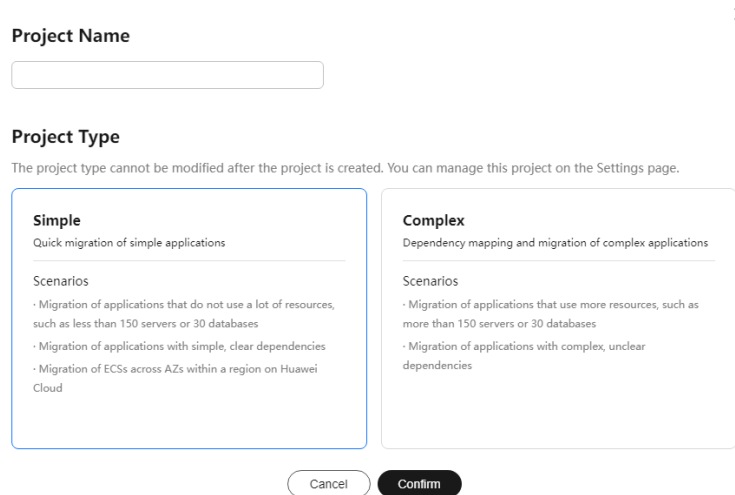 Project Name
Project Type
The project type cannot be modified after the project is created. You can manage this project on the Settings page.
Simple
Quick migration of simple applications
Scenarios
· Migration of applications that do not use a lot of resources,
such as less than 150 servers or 30 databases
· Migration of applications with simple, clear dependencies
· Migration of ECSs across AZs within a region on Huawei
Cloud
Complex
Dependency mapping and migration of complex applications
Scenarios
· Migration of applications that use more resources, such as
more than 150 servers or 30 databases
· Migration of applications with complex, unclear
dependencies
Cancel
Confirm